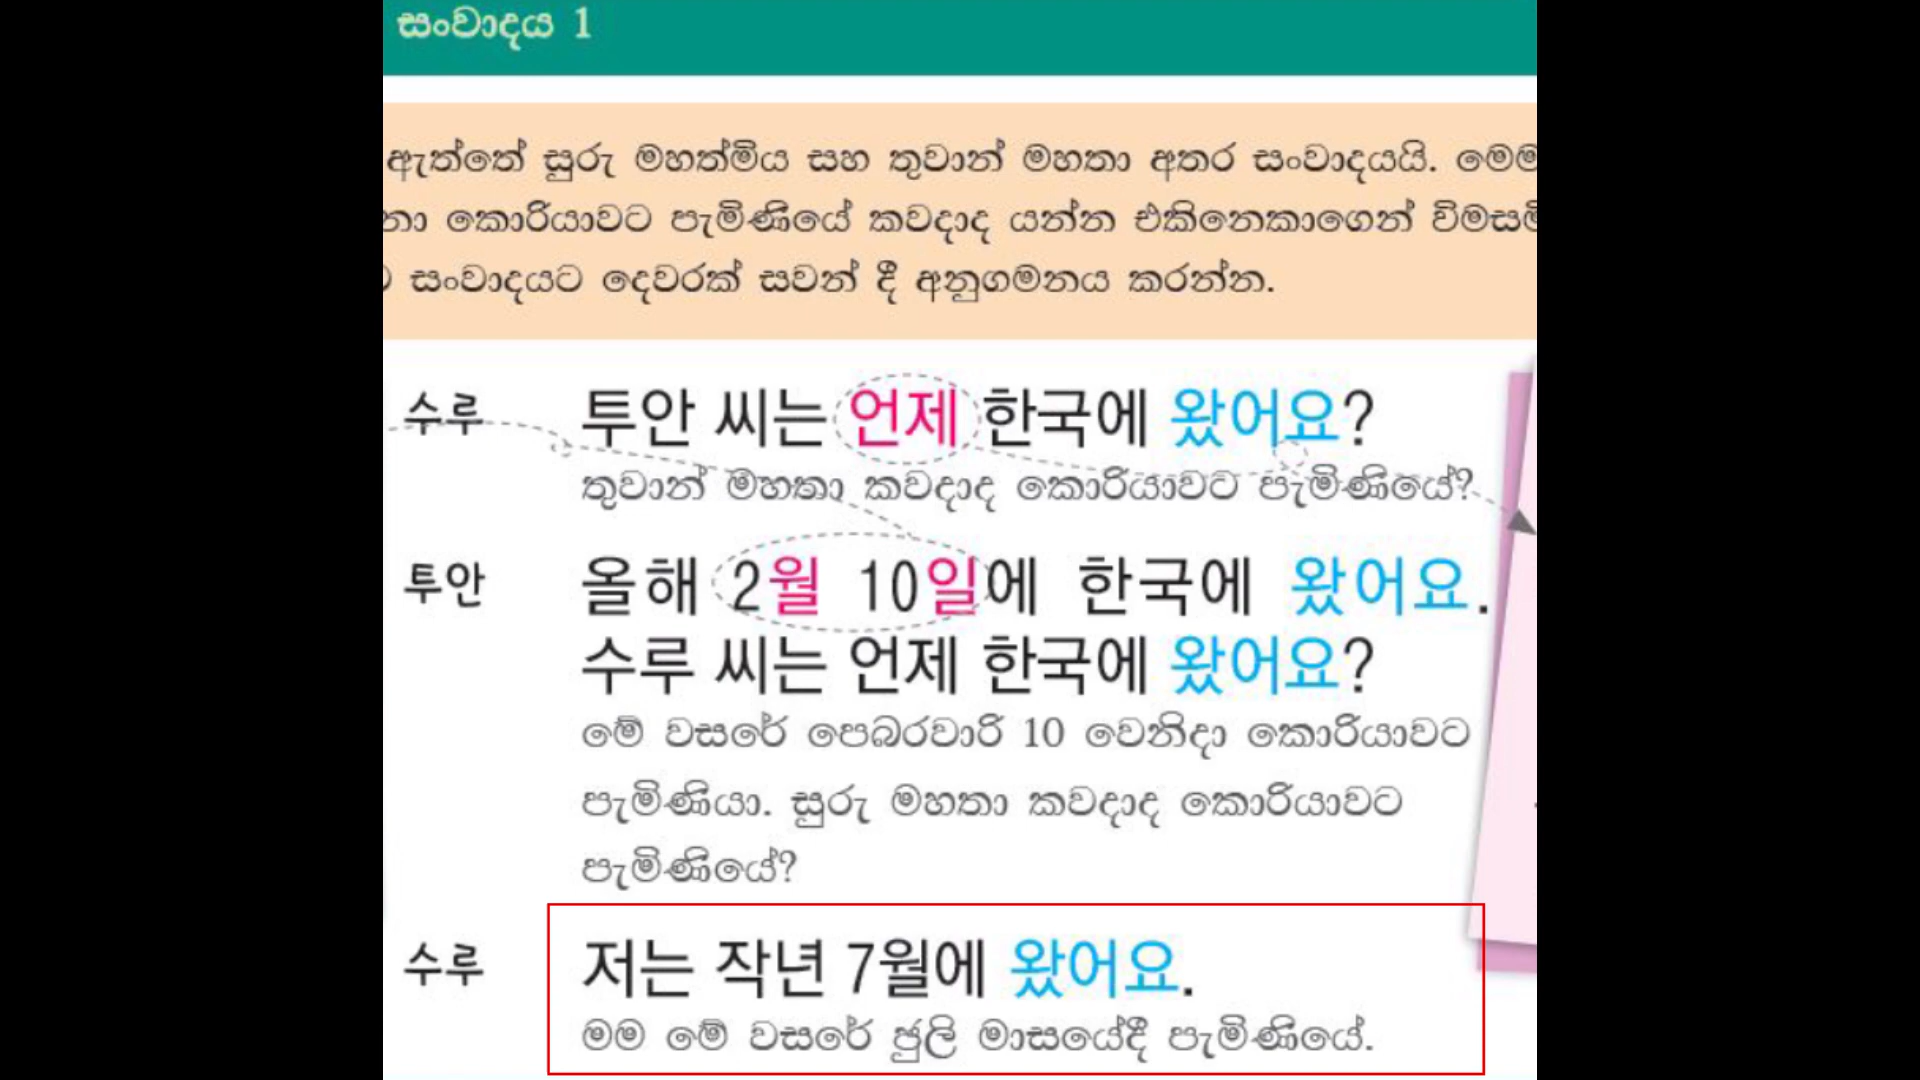 සංවාදය 1
ඇත්තේ සුරු මහත්මිය සහ තුවාන් මහතා අතර සංවාදයයි. මෙම
කොරියාවට පැමිණියේ කවදාද යන්න එකිනෙකාගෙන්
සංවාදයට දෙවරක් සවන් දී අනුගමනය කරන්න.
수루 투안 씨는 언제 한국에 왔어요?
තුවාන් මහතා කවදාද කොරියාවට පැමිණියේ?
투안 올해 2월 10일에 한국에 왔어요.
수루 씨는 언제 한국에 왔어요?
මේ වසරේ පෙබරවාරි 10 වෙනිදා කොරියාවට
පැමිණියා. සුරු මහතා කවදාද කොරියාවට
පැමිණියේ?
수루 저는 작년 7월에 왔어요.
මම මේ වසරේ ජුලි මාසයේදී පැමිණියේ.